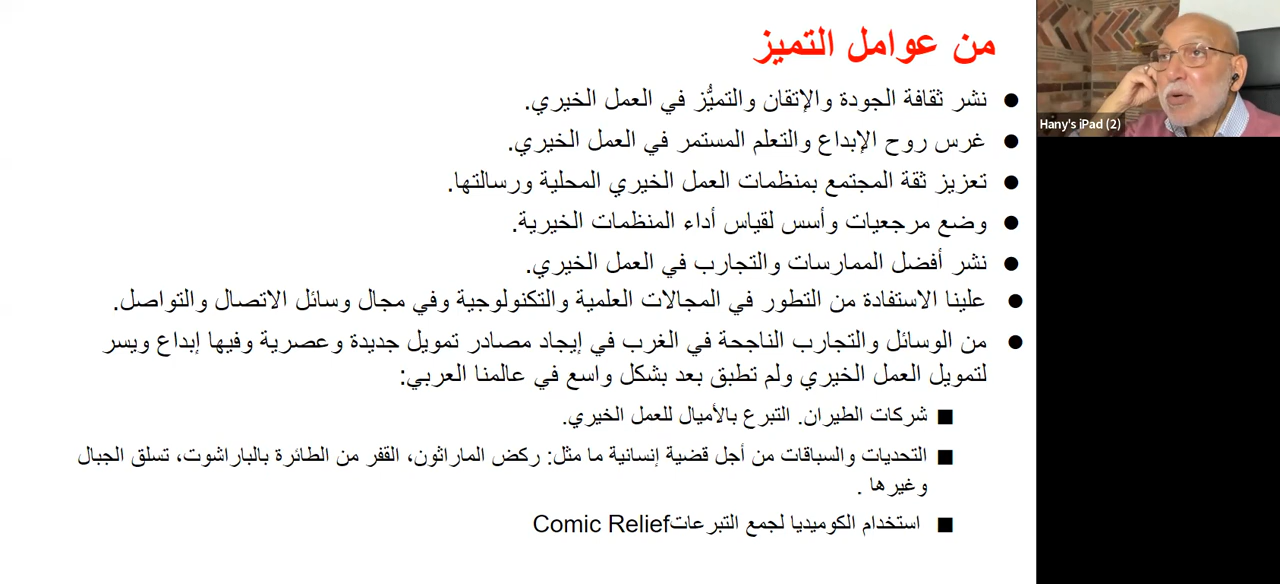 من عوامل التميز
● نشر ثقافة الجودة والإتقان والتميُّز في العمل الخيري.
● غرس روح الإبداع والتعلم المستمر في العمل الخيري.
● تعزيز ثقة المجتمع بمنظمات العمل الخيري المحلية ورسالتها.
● وضع مرجعيات وأسس لقياس أداء المنظمات الخيرية.
● نشر أفضل الممارسات والتجارب في العمل الخيري.
● علينا الاستفادة من التطور في المجالات العلمية والتكنولوجية وفي مجال وسائل الاتصال والتواصل.
● من الوسائل والتجارب الناجحة في الغرب في إيجاد مصادر تمويل جديدة وعصرية وفيها إبداع ويسر
لتمويل العمل الخيري ولم تطبق بعد بشكل واسع في عالمنا العربي:
■ شركات الطيران. التبرع بالأميال للعمل الخيري.
■ التحديات والسباقات من أجل قضية إنسانية ما مثل: ركض الماراثون، القفر من الطائرة بالباراشوت، تسلق الجبال
وغيرها .
■ استخدام الكوميديا لجمع التبرعاتComic Relief
Hany's iPad (2)